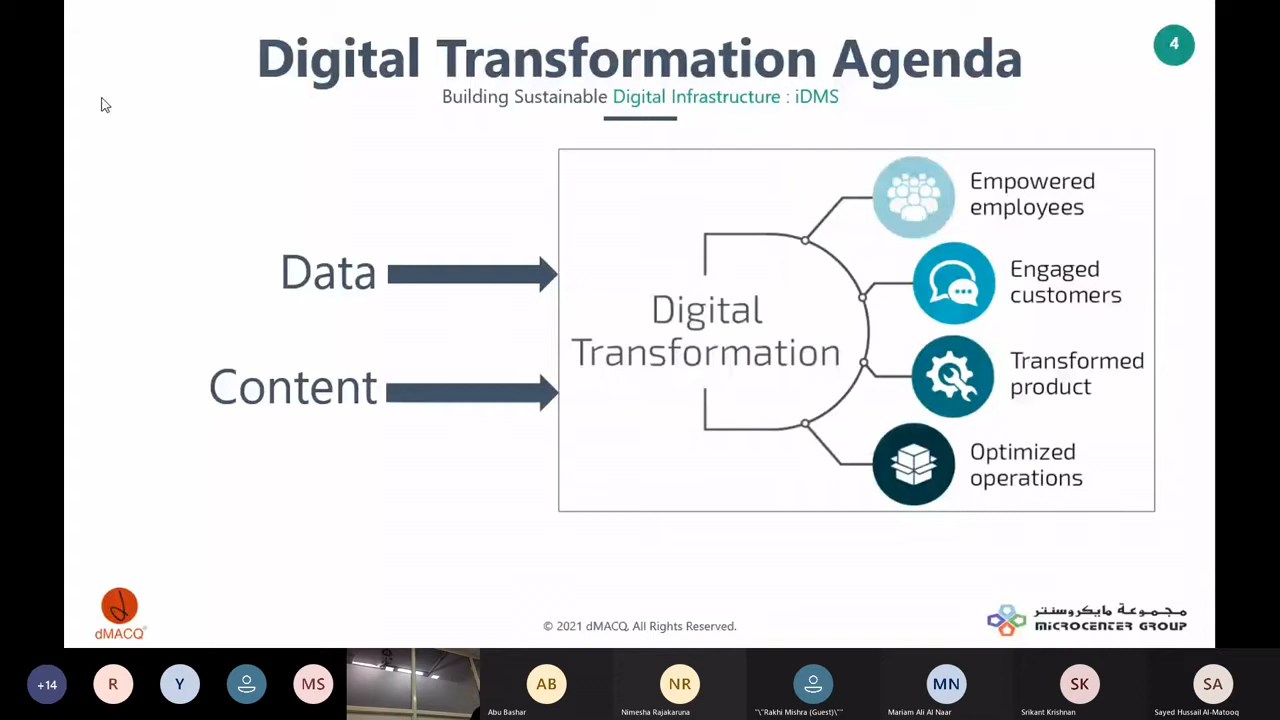 Digital Transformation Agenda
4
Building Sustainable Digital Infrastructure : iDMS
Data
Content
Digital
Transformation
Empowered
employees
Engaged
customers
Transformed
product
Optimized
operations
dMACQ
© 2021 dMACQ. All Rights Reserved.
مجموعة مايكروسنتر
MICROCENTER GROUP
+14
R
Y
MS
AB
Abu Bashar
NR
Nimesha Rajakaruna
"\"Rakhi Mishra (Guest)\""
MN
Mariam Ali Al Naar
SK
Srikant Krishnan
SA
Sayed Hussail Al-Matooq